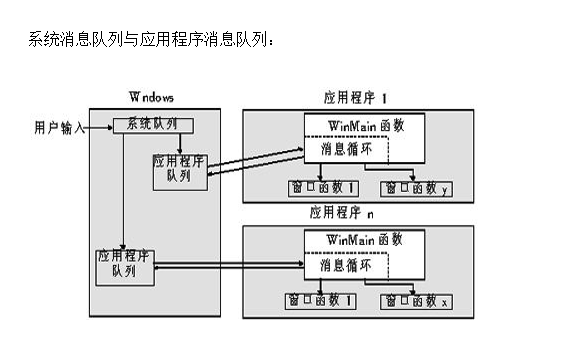 系统消息队列与应用程序消息队列：
Wndows
应用程序 1
用户输入
系统队列
WinMain 函数
消息循环
应用程序
队列
窗口函数 1
窗口函数 y
应用程序 n
WinMain 函数
应用程序
队列
消息循环
窗口函数 1
窗口函数 x